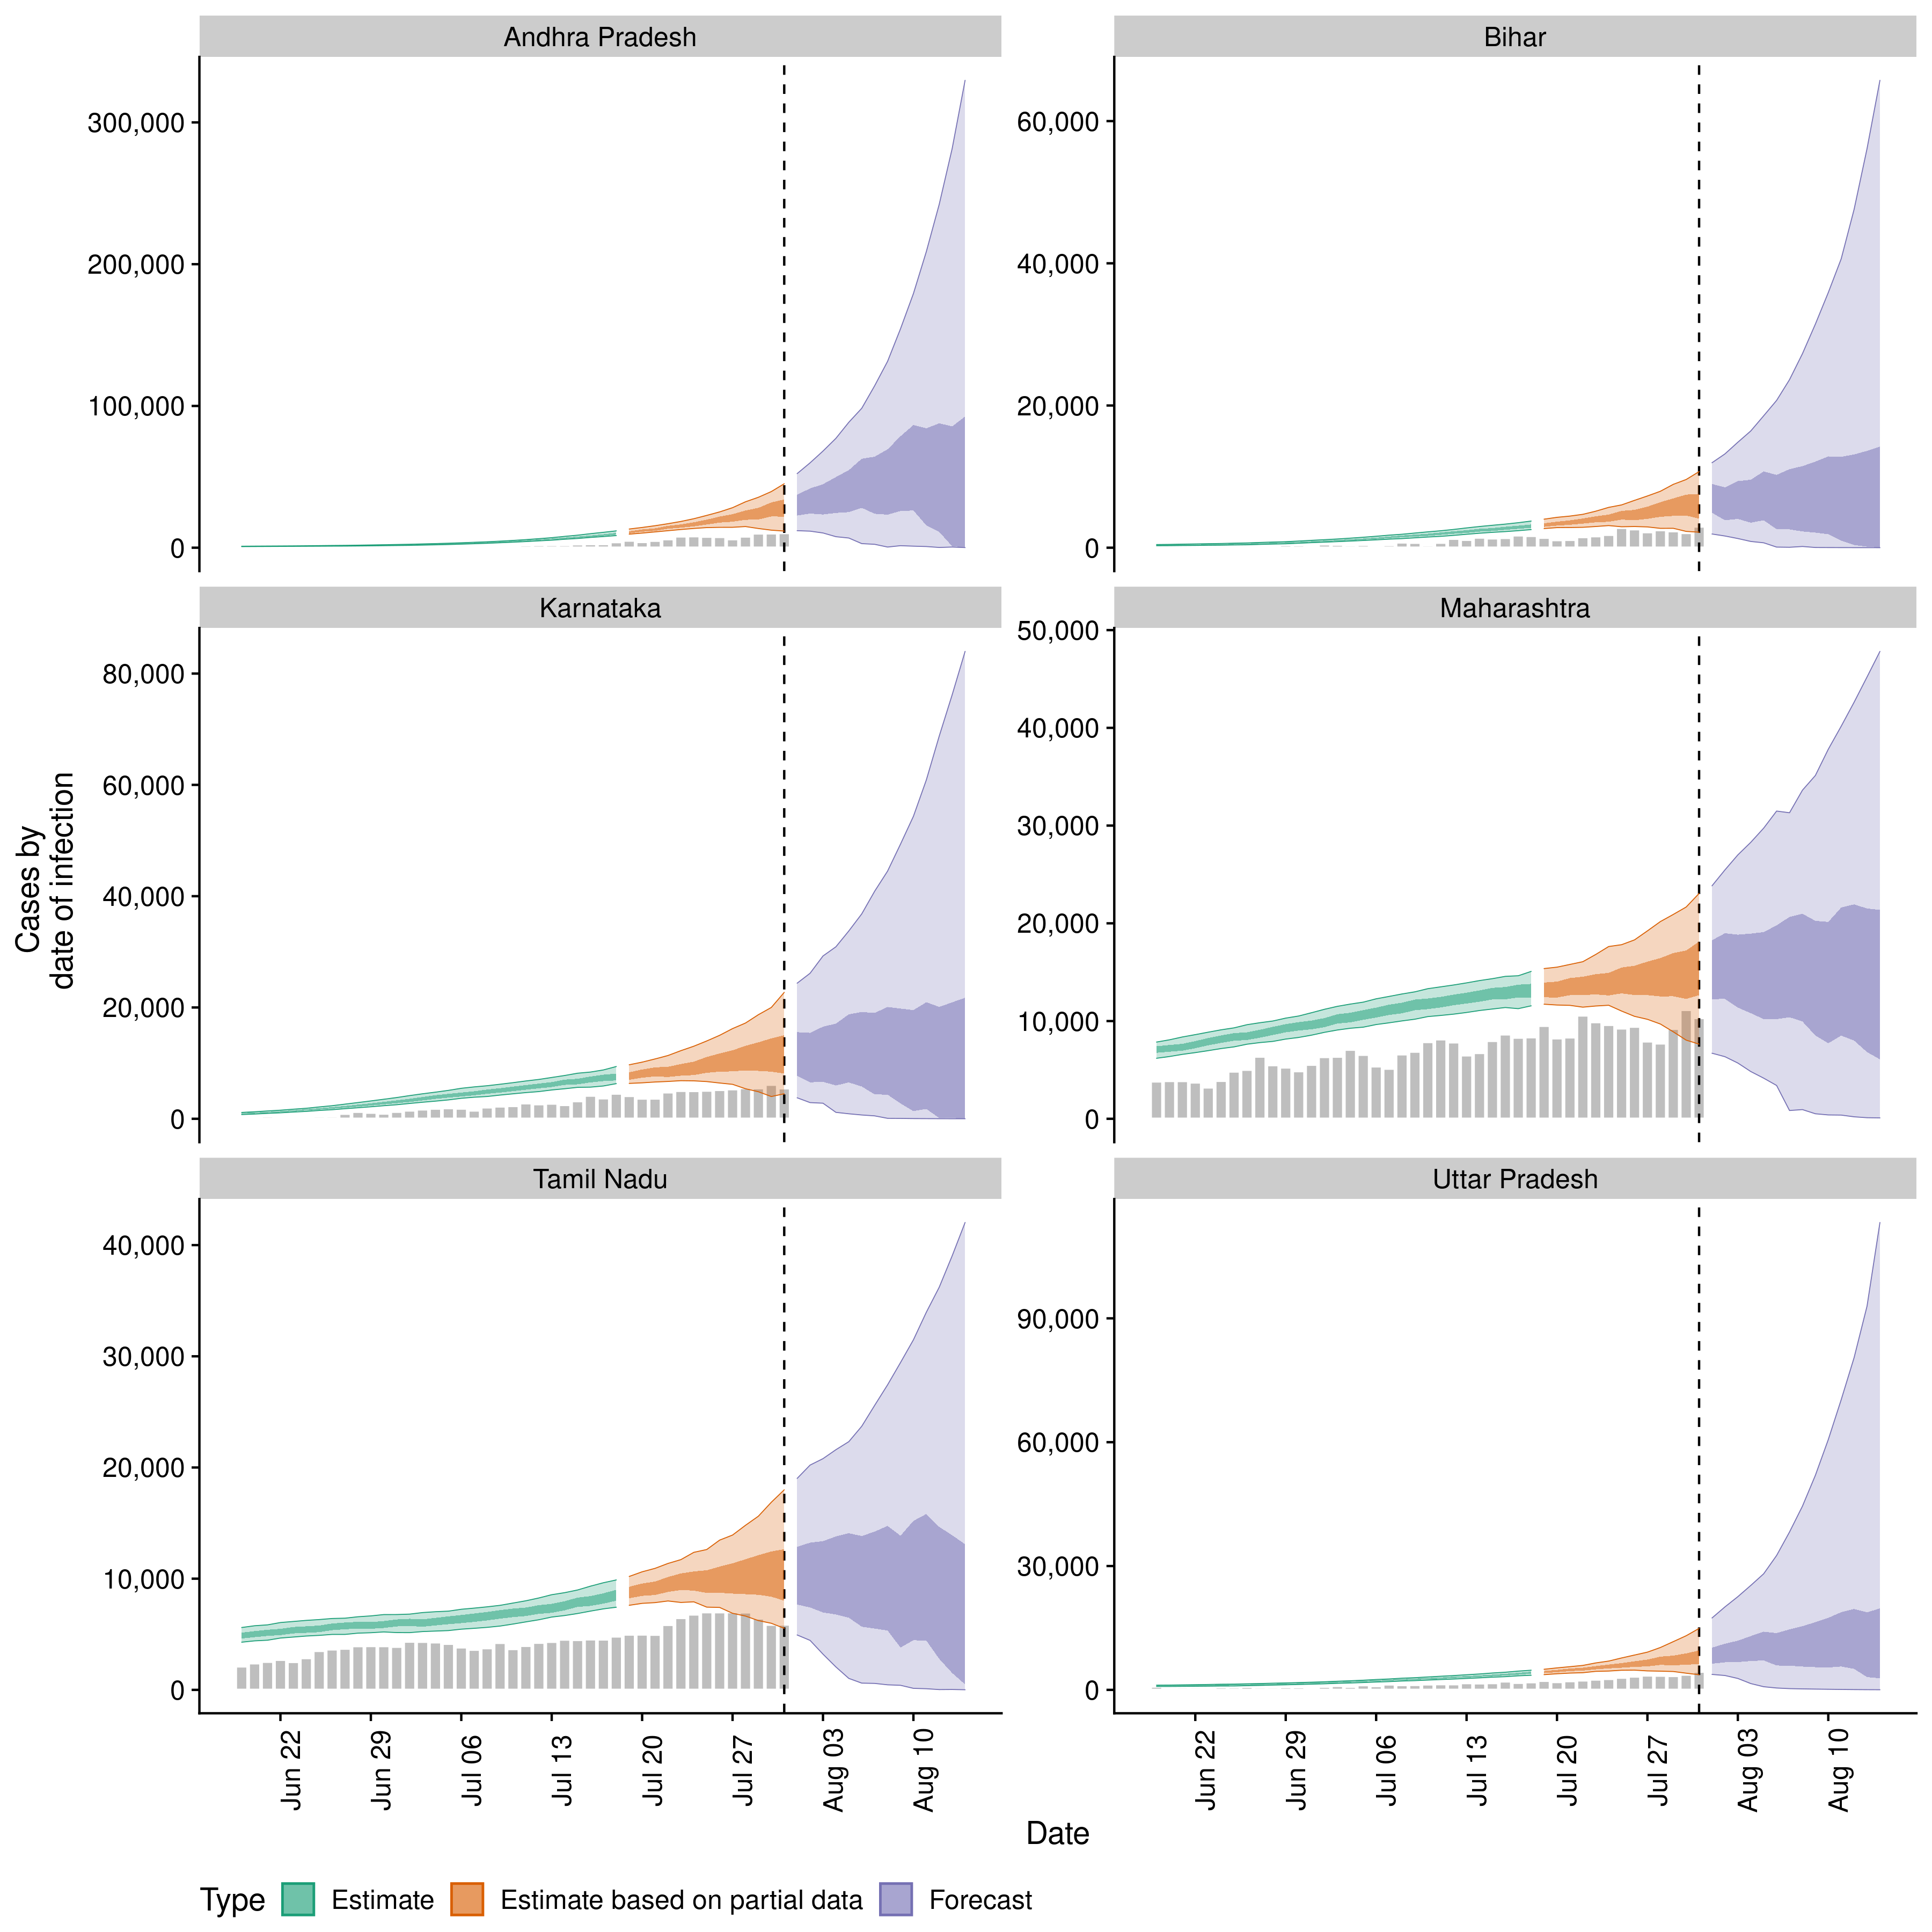 Andhra Pradesh
Bihar
300,000
200,000
100,000
0
60,000
40,000
20,000
0
Karnataka
Maharashtra
80,000
60,000
40,000
20,000
0
50,000
40,000
30,000
20,000
10,000
0
Cases by
date of infection
Tamil Nadu
Uttar Pradesh
40,000
30,000
20,000
10,000
0
90,000
60,000
30,000
0
Jun 22
Jun 29
Jul 06
Jul 13
Jul 20
Jul 27
Aug 03
Aug 10
Jun 22
Jun 29
Jul 06
Jul 13
Jul 20
Jul 27
Aug 03
Aug 10
Date
Type Estimate Estimate based on partial data Forecast